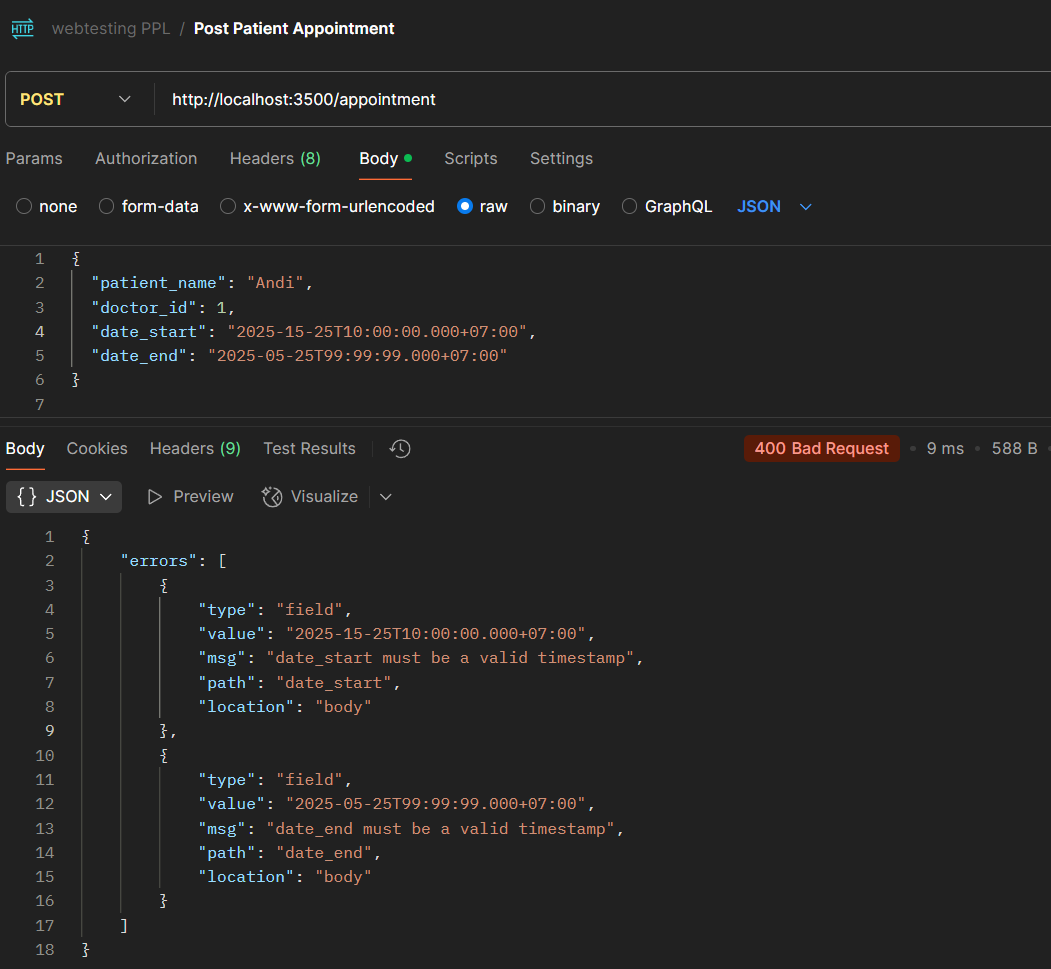 HTTP webtesting PPL / Post Patient Appointment
POST http://localhost:3500/appointment
Params Authorization Headers (8) Body Scripts Settings
none form-data x-www-form-urlencoded raw binary GraphQL JSON
1 {
2 "patient_name": "Andi",
3 "doctor_id": 1,
4 "date_start": "2025-15-25T10:00:00.000+07:00",
5 "date_end": "2025-05-25T99:99:99.000+07:00"
6 }
7
Body Cookies Headers (9) Test Results 400 Bad Request • 9 ms • 588 B
{} JSON Preview Visualize
1 {
2 "errors": [
3 {
4 "type": "field",
5 "value": "2025-15-25T10:00:00.000+07:00",
6 "msg": "date_start must be a valid timestamp",
7 "path": "date_start",
8 "location": "body"
9 },
10 {
11 "type": "field",
12 "value": "2025-05-25T99:99:99.000+07:00",
13 "msg": "date_end must be a valid timestamp",
14 "path": "date_end",
15 "location": "body"
16 }
17 ]
18 }